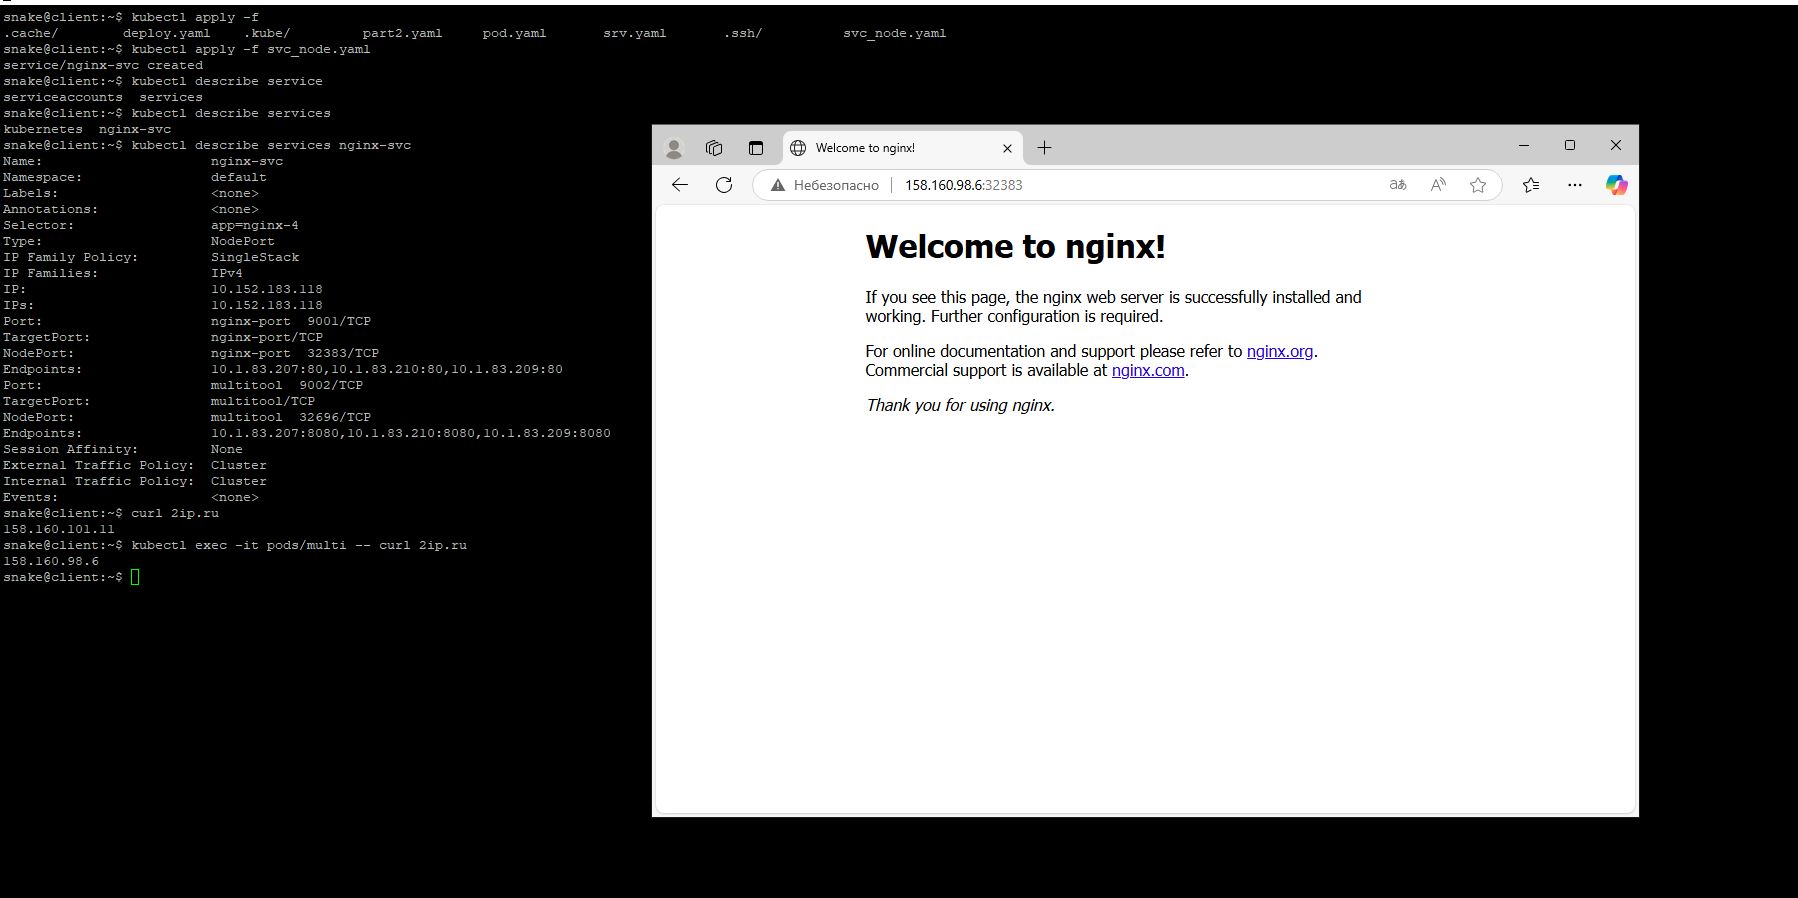 snake@client:~$ kubectl apply -f
.cache/ deploy.yaml .kube/ part2.yaml pod.yaml srv.yaml .ssh/ svc_node.yaml
snake@client:~$ kubectl apply -f svc_node.yaml
service/nginx-svc created
snake@client:~$ kubectl describe service
serviceaccounts services
snake@client:~$ kubectl describe services
kubernetes nginx-svc
snake@client:~$ kubectl describe services nginx-svc
Name: nginx-svc
Namespace: default
Labels: <none>
Annotations: <none>
Selector: app=nginx-4
Type: NodePort
IP Family Policy: SingleStack
IP Families: IPv4
IP: 10.152.183.118
IPs: 10.152.183.118
Port: nginx-port 9001/TCP
TargetPort: nginx-port/TCP
NodePort: nginx-port 32383/TCP
Endpoints: 10.1.83.207:80,10.1.83.210:80,10.1.83.209:80
Port: multitool 9002/TCP
TargetPort: multitool/TCP
NodePort: multitool 32696/TCP
Endpoints: 10.1.83.207:8080,10.1.83.210:8080,10.1.83.209:8080
Session Affinity: None
External Traffic Policy: Cluster
Internal Traffic Policy: Cluster
Events: <none>
snake@client:~$ curl 2ip.ru
158.160.101.11
snake@client:~$ kubectl exec -it pods/multi -- curl 2ip.ru
158.160.98.6
snake@client:~$
Welcome to nginx!
Небезопасно 158.160.98.6:32383
Welcome to nginx!
If you see this page, the nginx web server is successfully installed and
working. Further configuration is required.
For online documentation and support please refer to nginx.org.
Commercial support is available at nginx.com.
Thank you for using nginx.